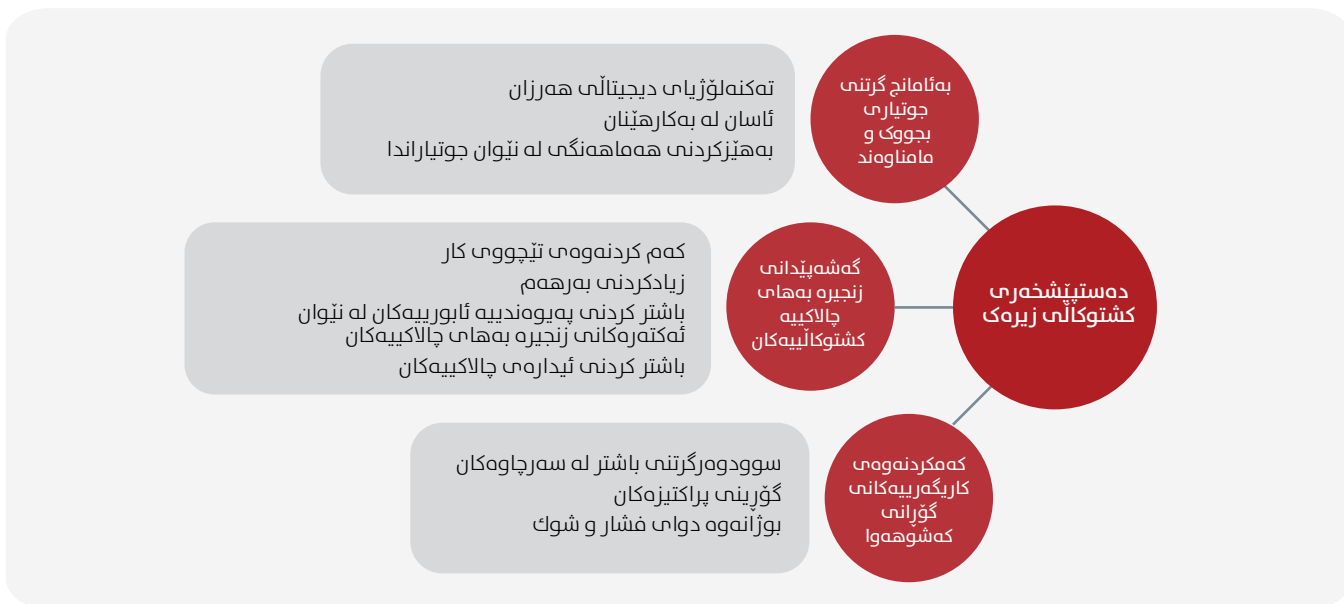 دەستپێشخەری
کشتوکاڵی زیرەک
بەئامانج گرتنی
جوتیاری
بجووک و
مامناوەند
تەکنەلۆژیای دیجیتاڵی هەرزان
ئاسان لە بەکارهێنان
بەهێزکردنی هەماهەنگی لە نێوان جوتیاراندا
گەشەپێدانی
زنجیرە بەهای
چالاکییە
کشتوکاڵییەکان
کەم کردنەوەی تێچووی کار
زیادکردنی بەرهەم
باشتر کردنی پەیوەندییە ئابورییەکان لە نێوان
ئەکتەرەکانی زنجیرە بەهای چالاکییەکان
باشتر کردنی ئیدارەی چالاکییەکان
کەمکردنەوەی
کاریگەرییەکانی
گۆڕانی
کەشوهەوا
سوودوەرگرتنی باشتر لە سەرچاوەکان
گۆڕینی پراکتیزەکان
بوژانەوە دوای فشار و شوك